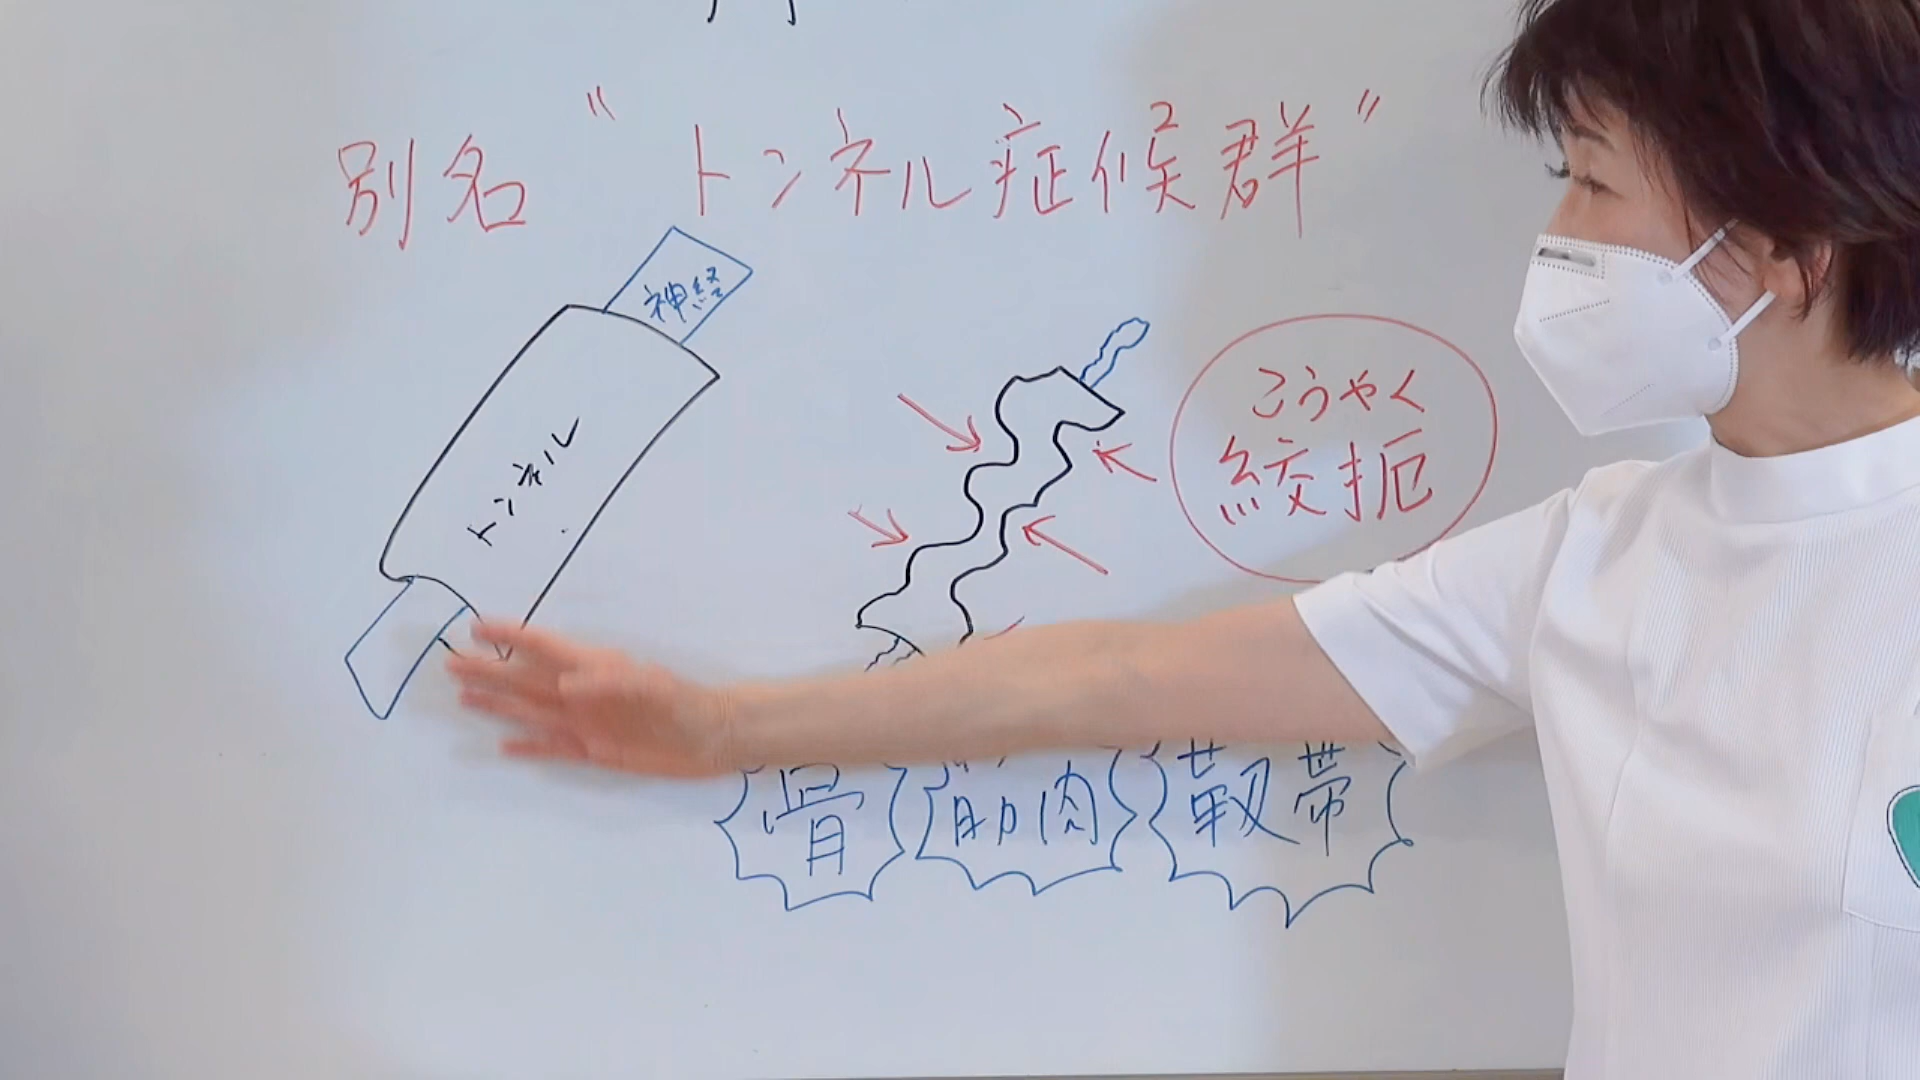 別名 “トンネル症候群”
神経
トンネル
こうやく
絞扼
骨 筋肉 靭帯